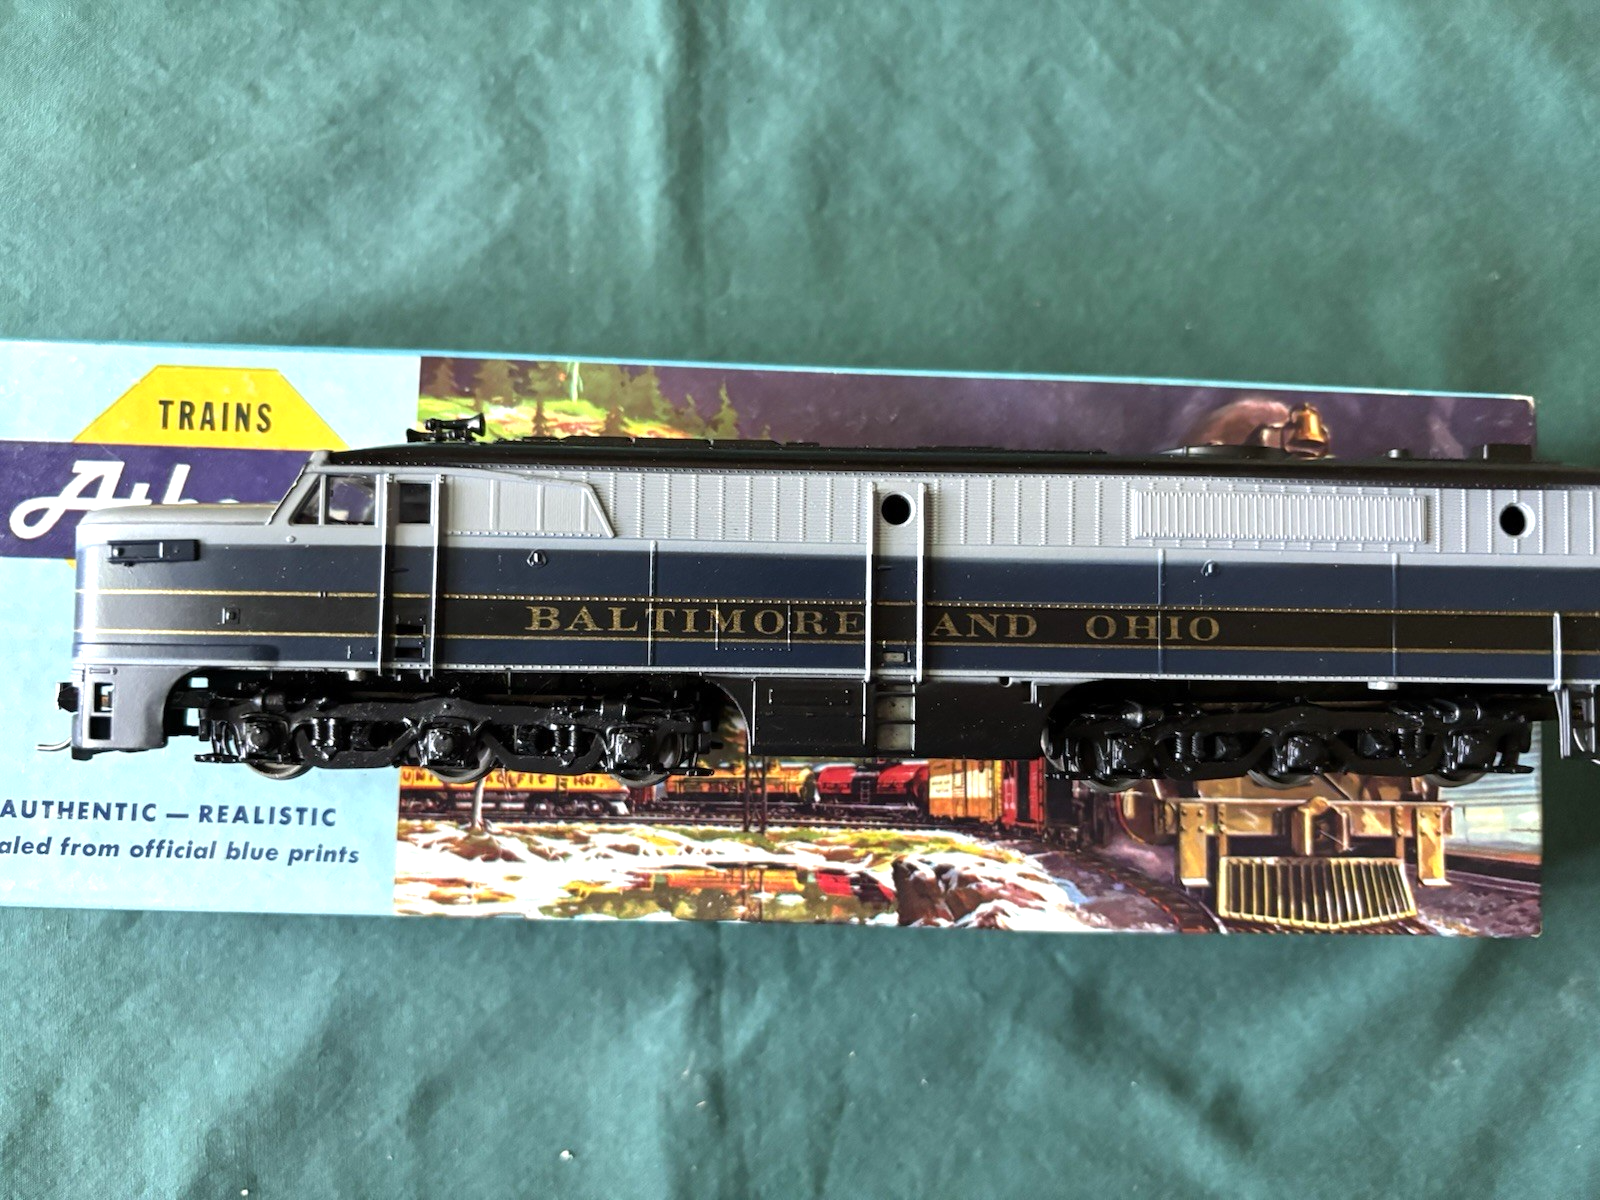 TRAINS
BALTIMORE AND OHIO
AUTHENTIC — REALISTIC
aled from official blue prints